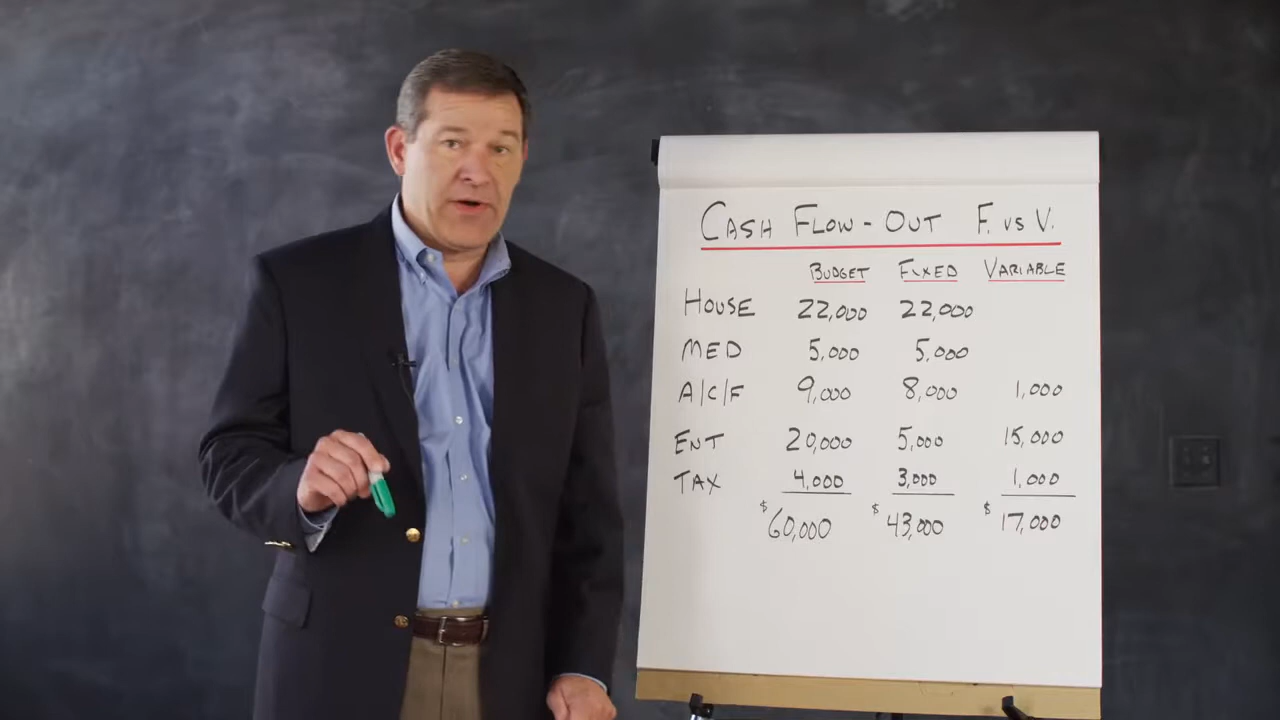 CASH FLOW - OUT F. VS V.
BUDGET FIXED VARIABLE
HOUSE 22,000 22,000
MED 5,000 5,000
A/C/F 9,000 8,000 1,000
ENT 20,000 5,000 15,000
TAX 4,000 3,000 1,000
$60,000 $43,000 $17,000